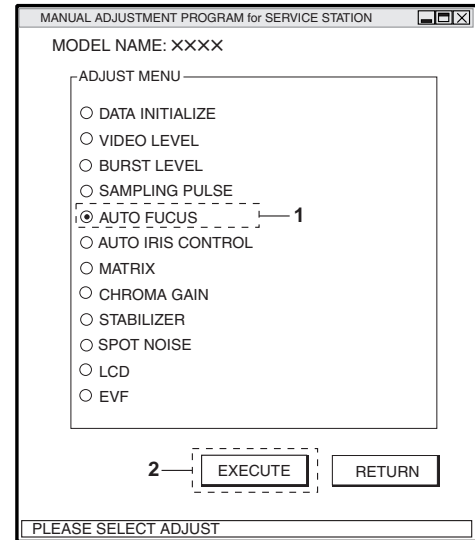 MANUAL ADJUSTMENT PROGRAM for SERVICE STATION
MODEL NAME: ××××
ADJUST MENU
DATA INITIALIZE
VIDEO LEVEL
BURST LEVEL
SAMPLING PULSE
AUTO FUCUS 1
AUTO IRIS CONTROL
MATRIX
CHROMA GAIN
STABILIZER
SPOT NOISE
LCD
EVF
2 EXECUTE RETURN
PLEASE SELECT ADJUST